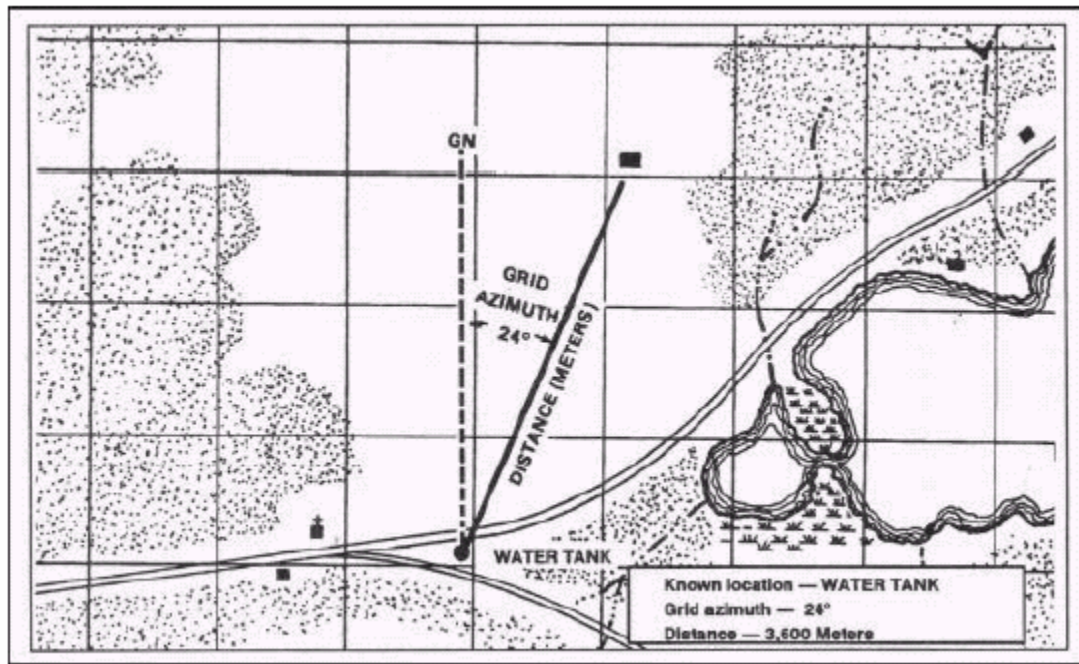 GN
GRID
AZIMUTH
24°
DISTANCE (METERS)
WATER TANK
Known location — WATER TANK
Grid azimuth — 24°
Distance — 3,600 Meters